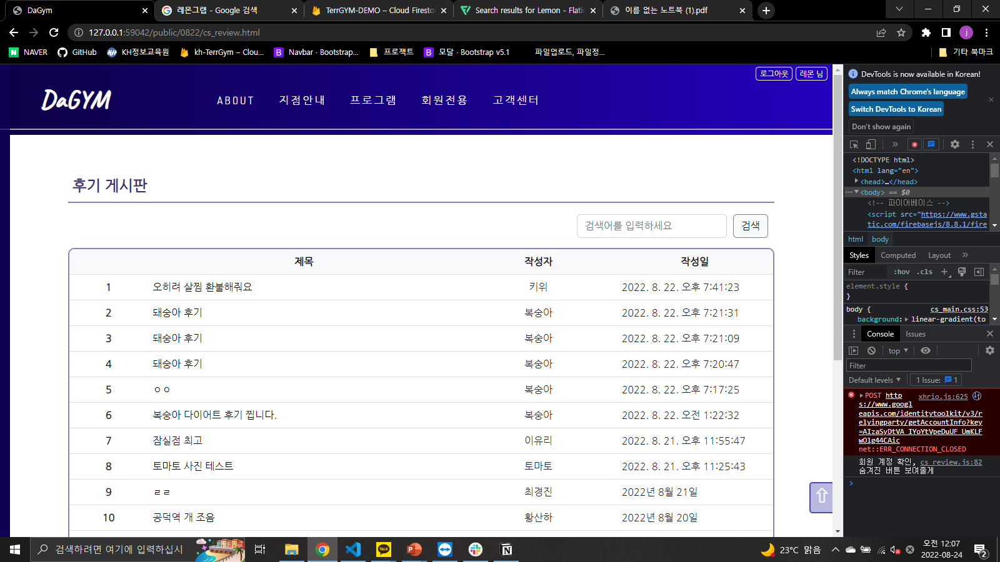 DaGym
레몬그랩 - Google 검색
TerrGYM-DEMO – Cloud Firesto
Search results for Lemon - Flati
이름 없는 노트북 (1).pdf
127.0.0.1:59042/public/0822/cs_review.html
j
NAVER
GitHub
KH정보교육원
kh-TerrGym – Clou...
Navbar · Bootstrap...
프로젝트
모달 · Bootstrap v5.1
파일업로드, 파일정...
기타 북마크
로그아웃
레몬 님
DaGYM
ABOUT
지점안내
프로그램
회원전용
고객센터
후기 게시판
검색어를 입력하세요
검색
제목 작성자 작성일
1 오히려 살찜 환불해줘요 키위 2022. 8. 22. 오후 7:41:23
2 돼숭아 후기 복숭아 2022. 8. 22. 오후 7:21:31
3 돼숭아 후기 복숭아 2022. 8. 22. 오후 7:21:09
4 돼숭아 후기 복숭아 2022. 8. 22. 오후 7:20:47
5 ㅇㅇ 복숭아 2022. 8. 22. 오후 7:17:25
6 복숭아 다이어트 후기 찝니다. 복숭아 2022. 8. 22. 오전 1:22:32
7 잠실점 최고 이유리 2022. 8. 21. 오후 11:55:47
8 토마토 사진 테스트 토마토 2022. 8. 21. 오후 11:25:43
9 ㄹㄹ 최경진 2022년 8월 21일
10 공덕역 개 조음 황산하 2022년 8월 20일
DevTools is now available in Korean!
Always match Chrome's language
Switch DevTools to Korean
Don't show again
<!DOCTYPE html>
<html lang="en">
<head>…</head>
<body> == $0
<!-- 파이어베이스 -->
<script src="https://www.gsta
tic.com/firebasejs/8.8.1/fire
html body
Styles Computed Layout
Filter :hov .cls
element.style {
}
body { cs_main.css:53
background: linear-gradient(to
Console Issues
top
Filter
Default levels 1 Issue: 1
POST http xhrio.js:625
s://www.googl
eapis.com/identitytoolkit/v3/r
elyingparty/getAccountInfo?key
=AIzaSyDtVA_IYoYtVpeDuUF_UmKLF
wOlg44CAic
net::ERR_CONNECTION_CLOSED
회원 계정 확인, cs_review.js:82
숨겨진 버튼 보여줄게
검색하려면 여기에 입력하십시
TALK
23°C 맑음
오전 12:07
2022-08-24
2